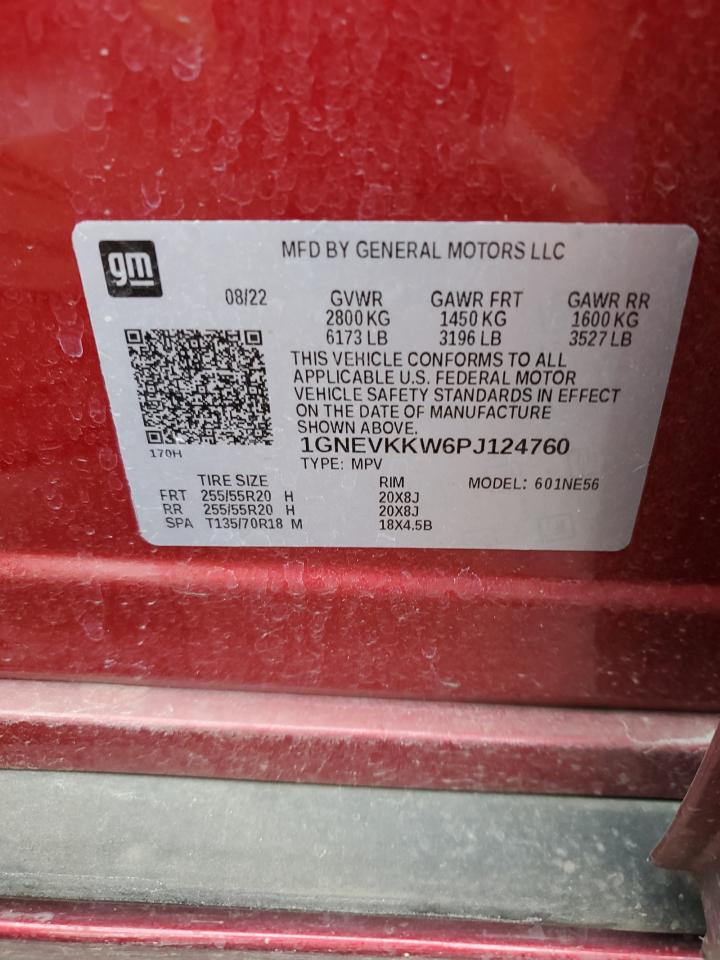 gm
MFD BY GENERAL MOTORS LLC
08/22 GVWR GAWR FRT GAWR RR
2800 KG 1450 KG 1600 KG
6173 LB 3196 LB 3527 LB
THIS VEHICLE CONFORMS TO ALL
APPLICABLE U.S. FEDERAL MOTOR
VEHICLE SAFETY STANDARDS IN EFFECT
ON THE DATE OF MANUFACTURE
SHOWN ABOVE.
1GNEVKKW6PJ124760
170H
TYPE: MPV
TIRE SIZE RIM MODEL: 601NE56
FRT 255/55R20 H 20X8J
RR 255/55R20 H 20X8J
SPA T135/70R18 M 18X4.5B